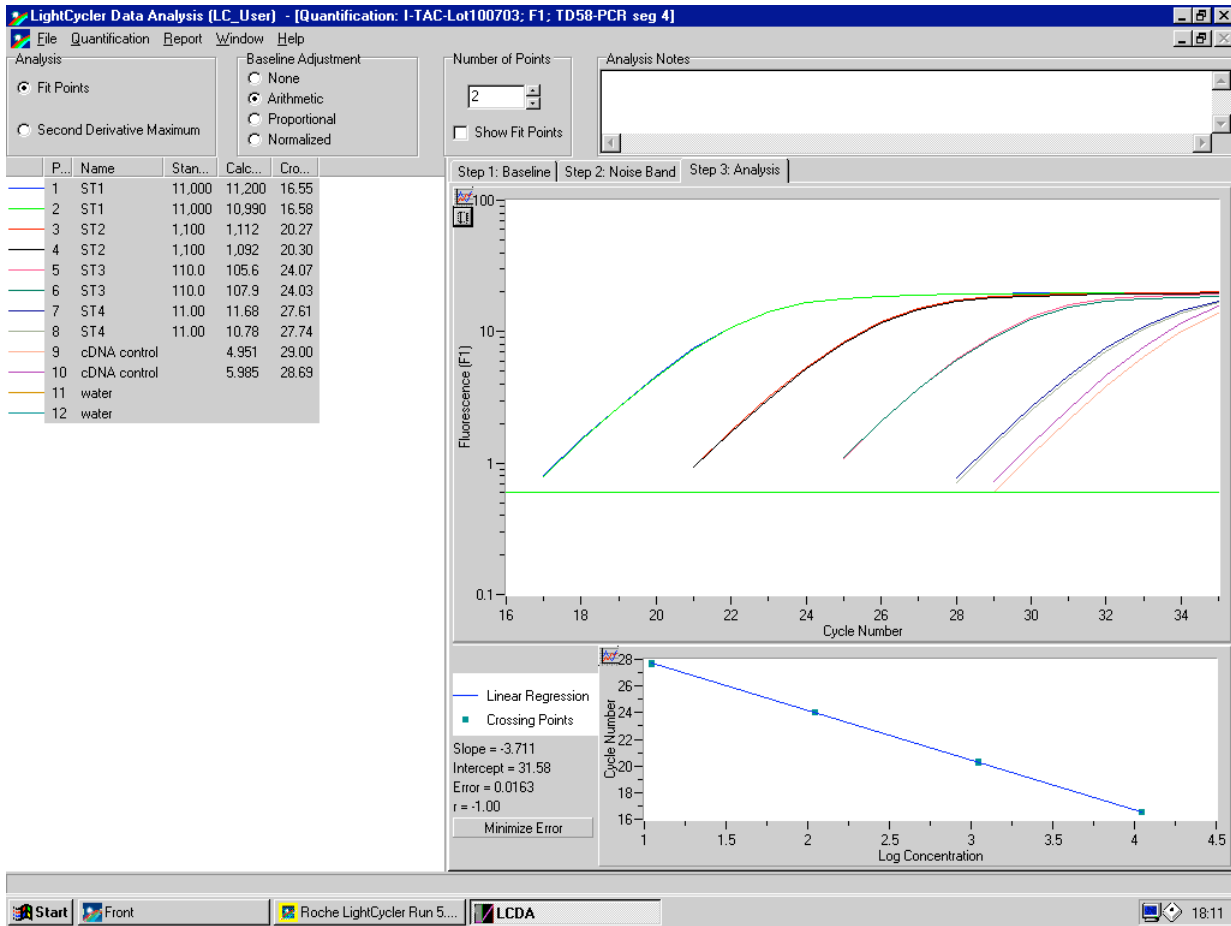 LightCycler Data Analysis (LC_User) - [Quantification: I-TAC-Lot100703; F1; TD58-PCR seg 4]
File Quantification Report Window Help
Analysis
Fit Points
Second Derivative Maximum
Baseline Adjustment
None
Arithmetic
Proportional
Normalized
Number of Points
2
Show Fit Points
Analysis Notes
P... Name Stan... Calc... Cro...
1 ST1 11,000 11,200 16.55
2 ST1 11,000 10,990 16.58
3 ST2 1,100 1,112 20.27
4 ST2 1,100 1,092 20.30
5 ST3 110.0 105.6 24.07
6 ST3 110.0 107.9 24.03
7 ST4 11.00 11.68 27.61
8 ST4 11.00 10.78 27.74
9 cDNA control 4.951 29.00
10 cDNA control 5.985 28.69
11 water
12 water
Step 1: Baseline Step 2: Noise Band Step 3: Analysis
100
10
1
0.1
Fluorescence (F1)
16 18 20 22 24 26 28 30 32 34
Cycle Number
Linear Regression
Crossing Points
Slope = -3.711
Intercept = 31.58
Error = 0.0163
r = -1.00
Minimize Error
28
26
24
22
20
18
16
Cycle Number
1 1.5 2 2.5 3 3.5 4 4.5
Log Concentration
Start Front Roche LightCycler Run 5.... LCDA 18:11